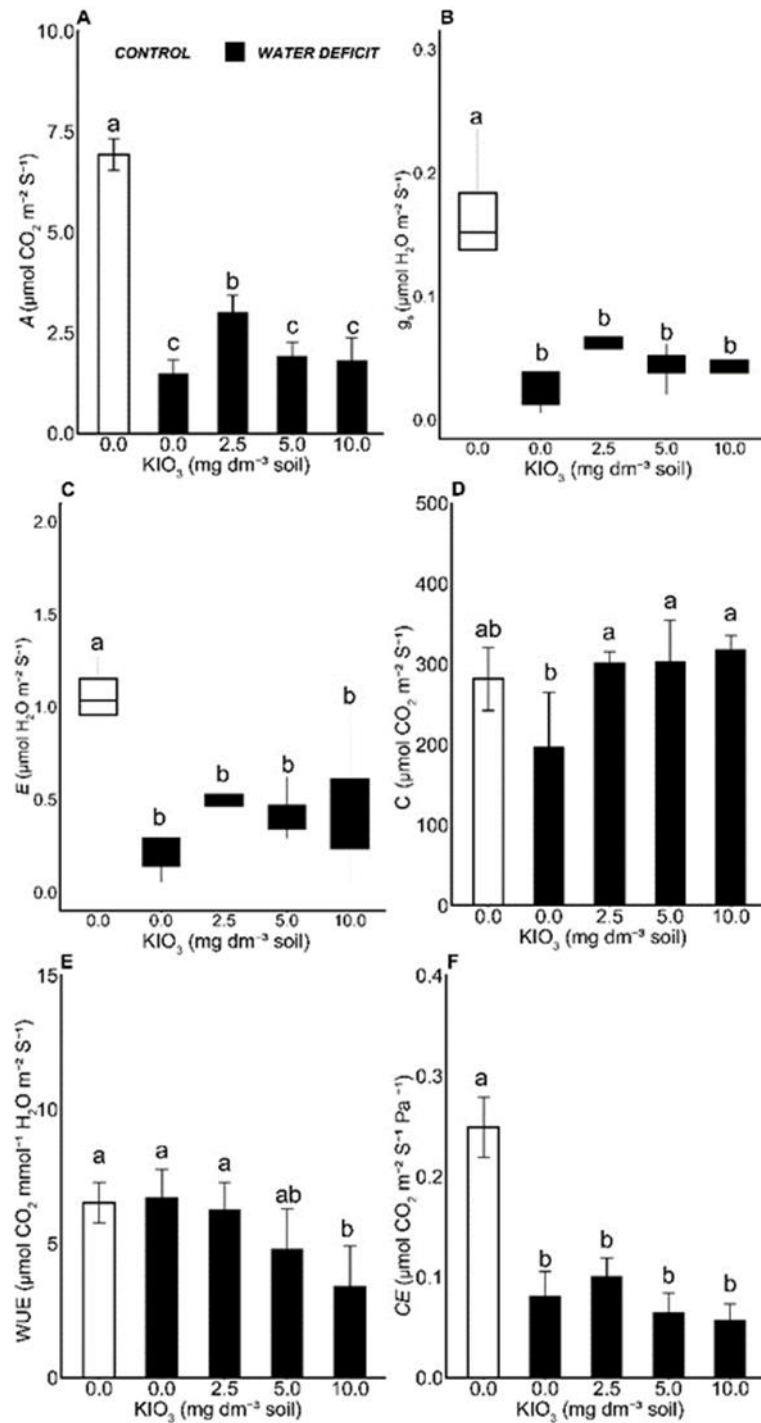 A
10.0
7.5
5.0
2.5
0.0
A (µmol CO₂ m⁻² S⁻¹)
CONTROL WATER DEFICIT
a
c
b
c
c
0.0 0.0 2.5 5.0 10.0
KIO₃ (mg dm⁻³ soil)
B
0.3
0.2
0.1
0.0
gₛ (µmol H₂O m⁻² S⁻¹)
a
b
b
b
b
0.0 0.0 2.5 5.0 10.0
KIO₃ (mg dm⁻³ soil)
C
2.0
1.5
1.0
0.5
0.0
E (µmol H₂O m⁻² S⁻¹)
a
b
b
b
b
0.0 0.0 2.5 5.0 10.0
KIO₃ (mg dm⁻³ soil)
D
500
400
300
200
100
0
C (µmol CO₂ m⁻² S⁻¹)
ab
b
a
a
a
0.0 0.0 2.5 5.0 10.0
KIO₃ (mg dm⁻³ soil)
E
15
10
5
0
WUE (µmol CO₂ mmol⁻¹ H₂O m⁻² S⁻¹)
a
a
a
ab
b
0.0 0.0 2.5 5.0 10.0
KIO₃ (mg dm⁻³ soil)
F
0.4
0.3
0.2
0.1
0.0
CE (µmol CO₂ m⁻² S⁻¹ Pa⁻¹)
a
b
b
b
b
0.0 0.0 2.5 5.0 10.0
KIO₃ (mg dm⁻³ soil)